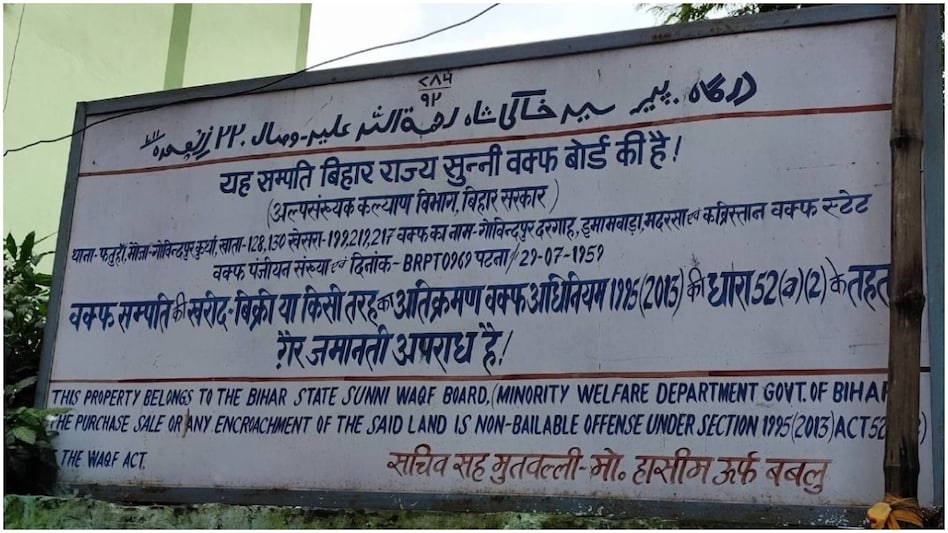 ۷۸۶
۹۲
درگاہ پیر سید خاکی شاہ رحمۃ اللہ علیہ - وصال ۲۲ ذیقعدہ
यह सम्पति बिहार राज्य सुन्नी वक्फ बोर्ड की है!
(अल्पसंख्यक कल्याण विभाग, बिहार सरकार)
थाना- फतुहाँ, मौजा-गोविन्दपुर कुर्था, खाता-128,130 खेसरा-199,219,217 वक्फ का नाम-गोविन्दपुर दरगाह, इमामवाड़ा, मदरसा एवं कब्रिस्तान वक्फ स्टेट
वक्फ पंजीयन संख्या एवं दिनांक- BRPT0969 पटना/29-07-1959
वक्फ सम्पति की खरीद-बिक्री या किसी तरह का अतिक्रमण वक्फ अधिनियम 1995(2013) की धारा 52(a)(2) के तहत
ग़ैर जमानती अपराध है!
THIS PROPERTY BELONGS TO THE BIHAR STATE SUNNI WAQF BOARD,(MINORITY WELFARE DEPARTMENT GOVT.OF BIHAR
THE PURCHASE SALE OR ANY ENCROACHMENT OF THE SAID LAND IS NON-BAILABLE OFFENSE UNDER SECTION 1995(2013)ACT 52
THE WAQF ACT.
सचिव सह मुतवल्ली-मो. हासीम ऊर्फ बबलु